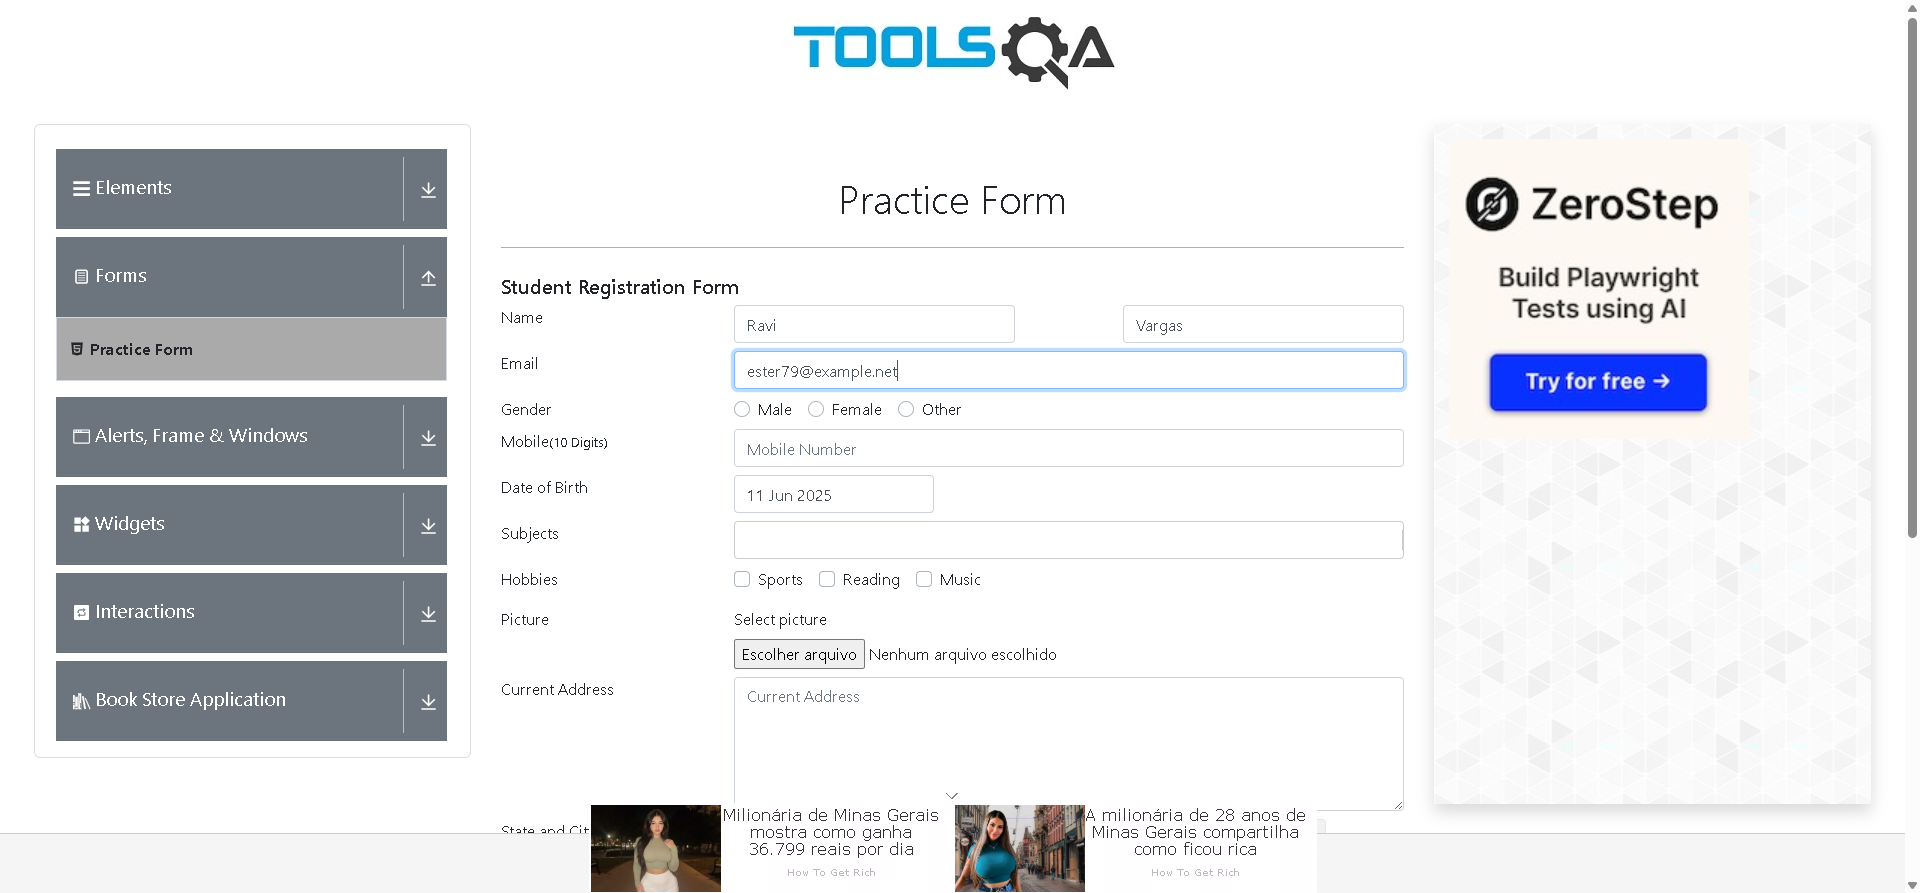 TOOLSQA
Elements
Forms
Practice Form
Alerts, Frame & Windows
Widgets
Interactions
Book Store Application
Practice Form
Student Registration Form
Name Ravi Vargas
Email ester79@example.net
Gender Male Female Other
Mobile(10 Digits) Mobile Number
Date of Birth 11 Jun 2025
Subjects
Hobbies Sports Reading Music
Picture Select picture
Escolher arquivo Nenhum arquivo escolhido
Current Address Current Address
State and Cit
Milionária de Minas Gerais
mostra como ganha
36.799 reais por dia
How To Get Rich
A milionária de 28 anos de
Minas Gerais compartilha
como ficou rica
How To Get Rich
ZeroStep
Build Playwright
Tests using AI
Try for free →